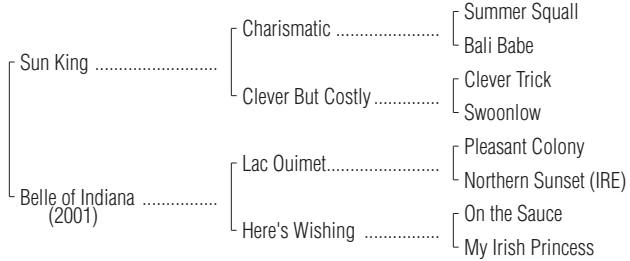 Summer Squall
Charismatic ....................
Bali Babe
Sun King ........................
Clever Trick
Clever But Costly .............
Swoonlow
Pleasant Colony
Lac Ouimet......................
Northern Sunset (IRE)
Belle of Indiana ...............
(2001)
On the Sauce
Here's Wishing ...............
My Irish Princess